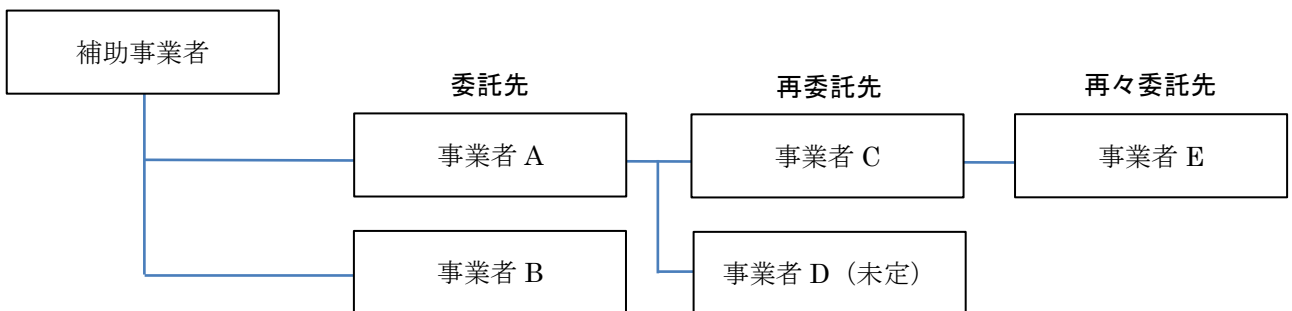 補助事業者
委託先
再委託先
再々委託先
事業者 A
事業者 C
事業者 E
事業者 B
事業者 D（未定）